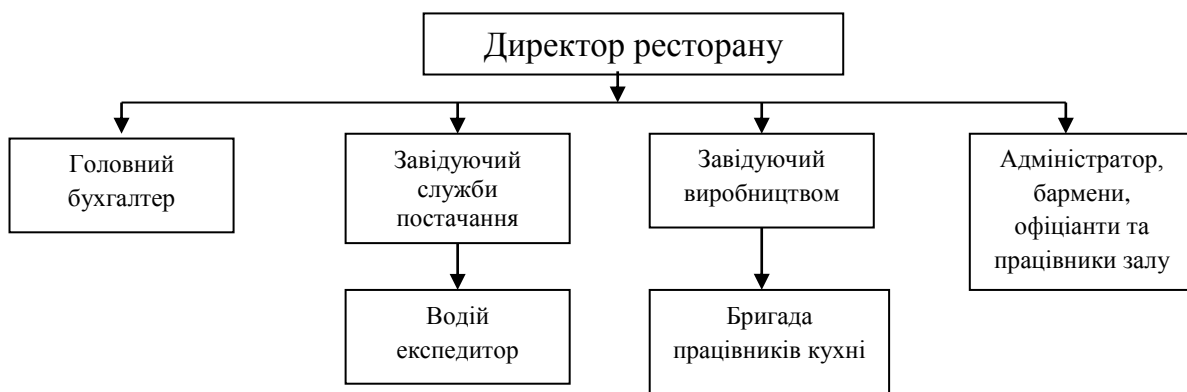 Директор ресторану
Головний
бухгалтер
Завідуючий
служби
постачання
Завідуючий
виробництвом
Адміністратор,
бармени,
офіціанти та
працівники залу
Водій
експедитор
Бригада
працівників кухні